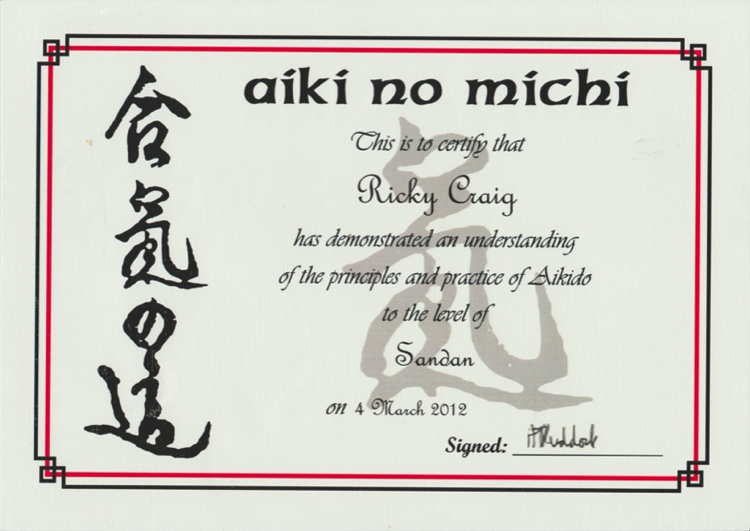 合氣の道
aiki no michi
This is to certify that
Ricky Craig
has demonstrated an understanding
of the principles and practice of Aikido
to the level of
Sandan
on 4 March 2012
Signed:
氣